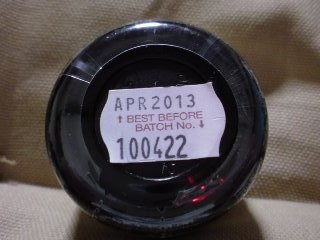 APR2013
↑ BEST BEFORE
BATCH No. ↓
100422